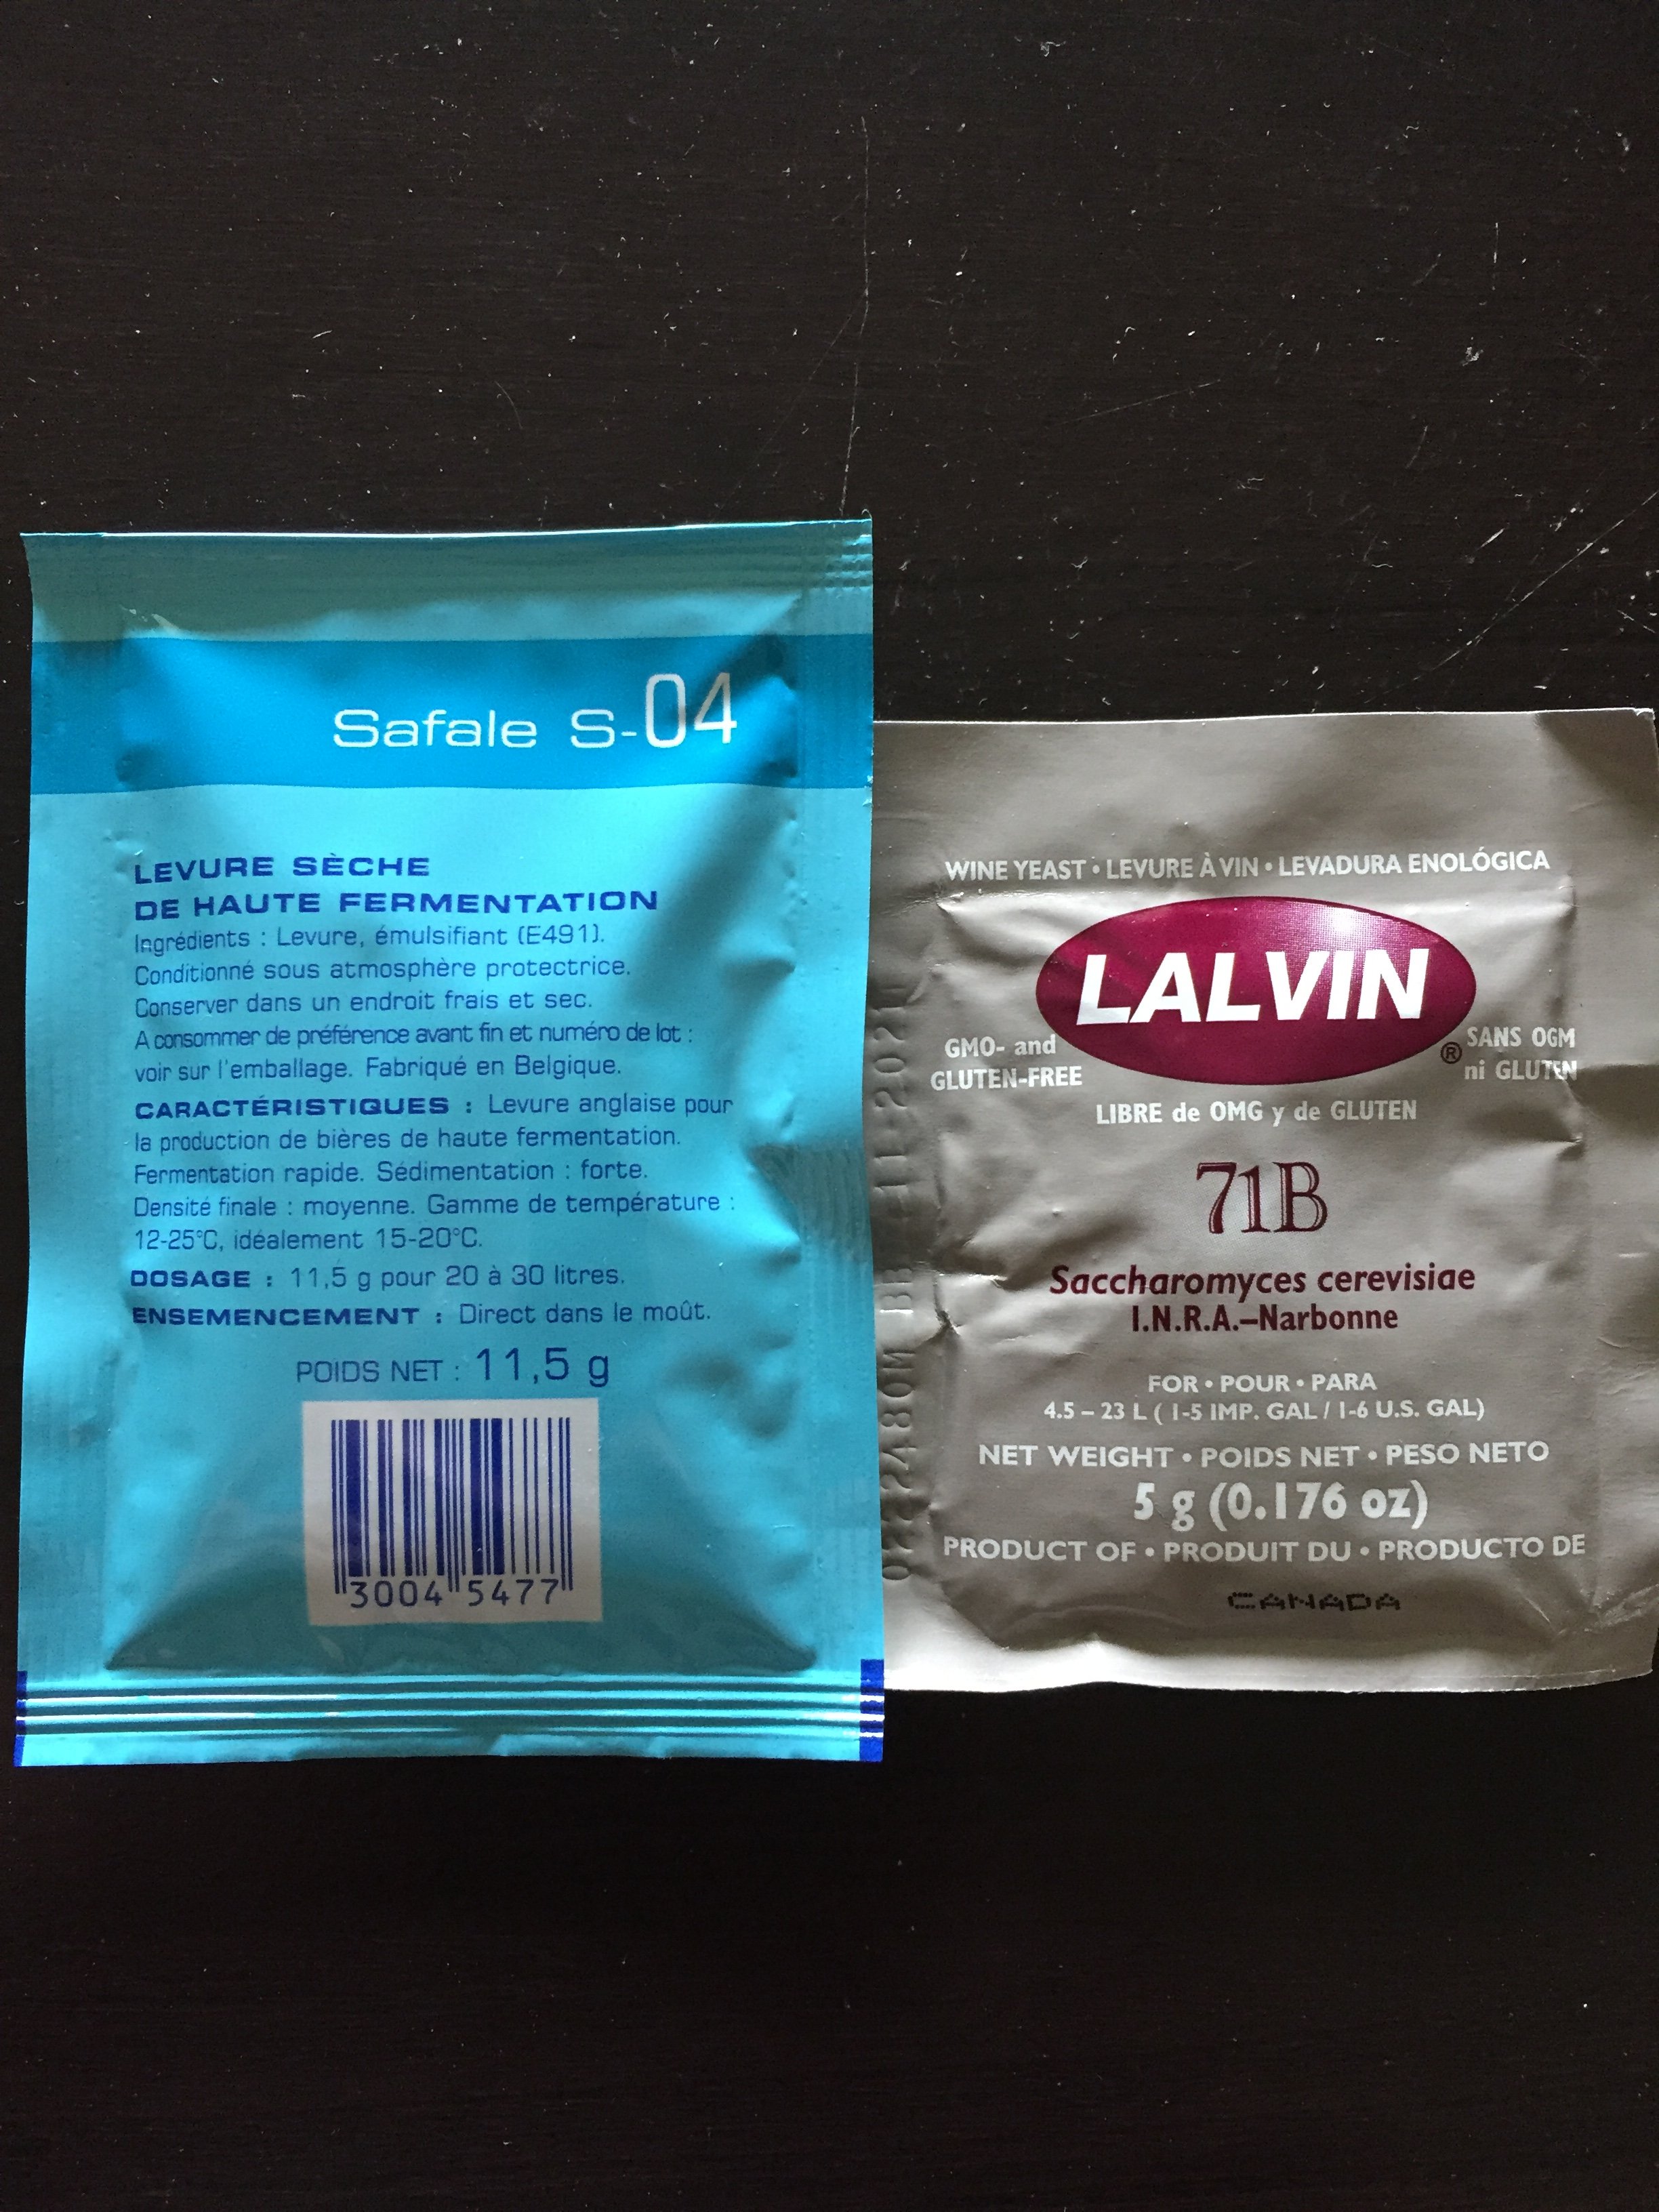 Safale S-04
LEVURE SÈCHE
DE HAUTE FERMENTATION
Ingrédients : Levure, émulsifiant (E491).
Conditionné sous atmosphère protectrice.
Conserver dans un endroit frais et sec.
A consommer de préférence avant fin et numéro de lot :
voir sur l'emballage. Fabriqué en Belgique.
CARACTÉRISTIQUES : Levure anglaise pour
la production de bières de haute fermentation.
Fermentation rapide. Sédimentation : forte.
Densité finale : moyenne. Gamme de température :
12-25°C, idéalement 15-20°C.
DOSAGE : 11,5 g pour 20 à 30 litres.
ENSEMENCEMENT : Direct dans le moût.
POIDS NET : 11,5 g
3004 5477
WINE YEAST • LEVURE À VIN • LEVADURA ENOLÓGICA
LALVIN ®
GMO- and
GLUTEN-FREE
SANS OGM
ni GLUTEN
LIBRE de OMG y de GLUTEN
71B
Saccharomyces cerevisiae
I.N.R.A.–Narbonne
FOR • POUR • PARA
4.5 – 23 L ( 1-5 IMP. GAL / 1-6 U.S. GAL)
NET WEIGHT • POIDS NET • PESO NETO
5 g (0.176 oz)
PRODUCT OF • PRODUIT DU • PRODUCTO DE
CANADA
11-2021